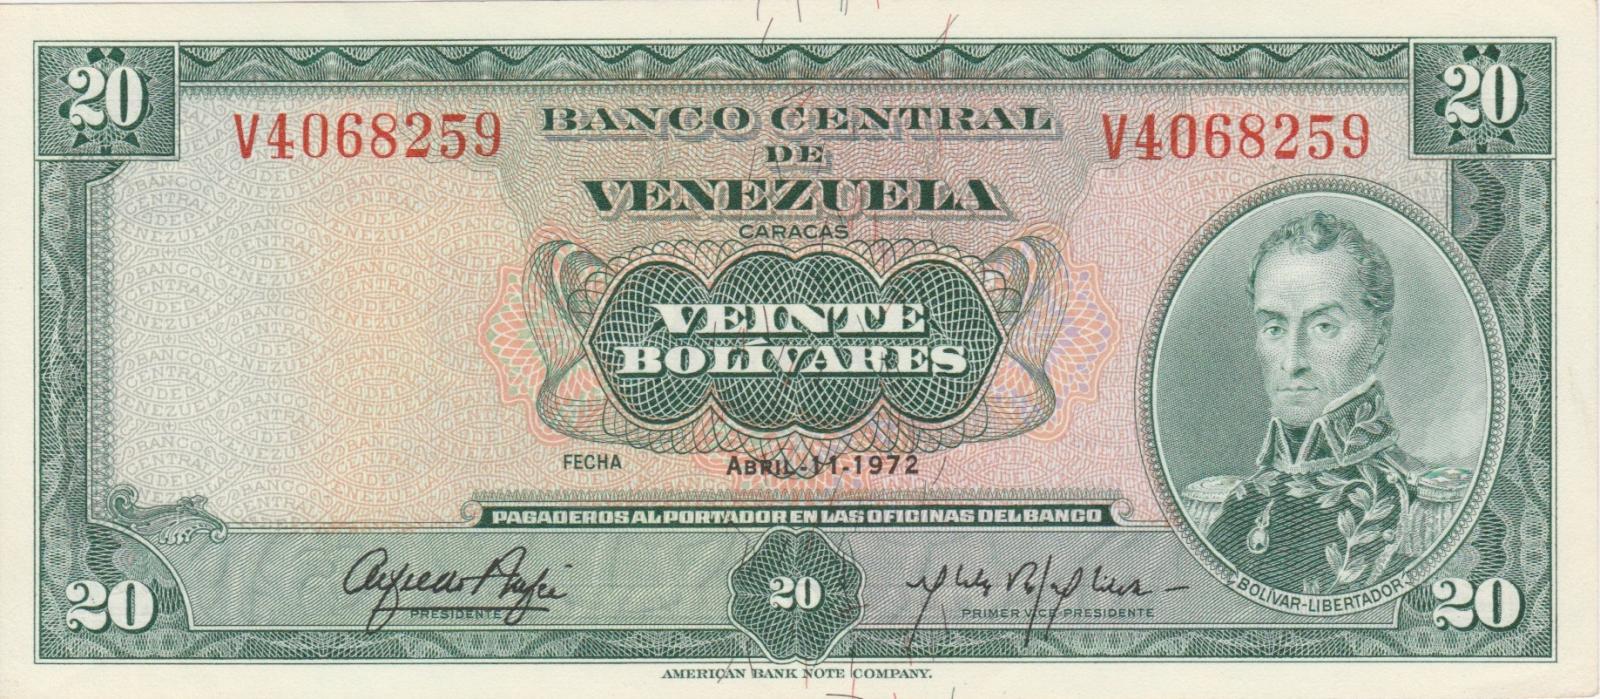 20
20
V4068259
V4068259
BANCO CENTRAL
DE
VENEZUELA
CARACAS
VEINTE
BOLÍVARES
FECHA
ABRIL-11-1972
PAGADEROS AL PORTADOR EN LAS OFICINAS DEL BANCO
BOLIVAR-LIBERTADOR
PRESIDENTE
PRIMER VICE-PRESIDENTE
20
20
20
AMERICAN BANK NOTE COMPANY.